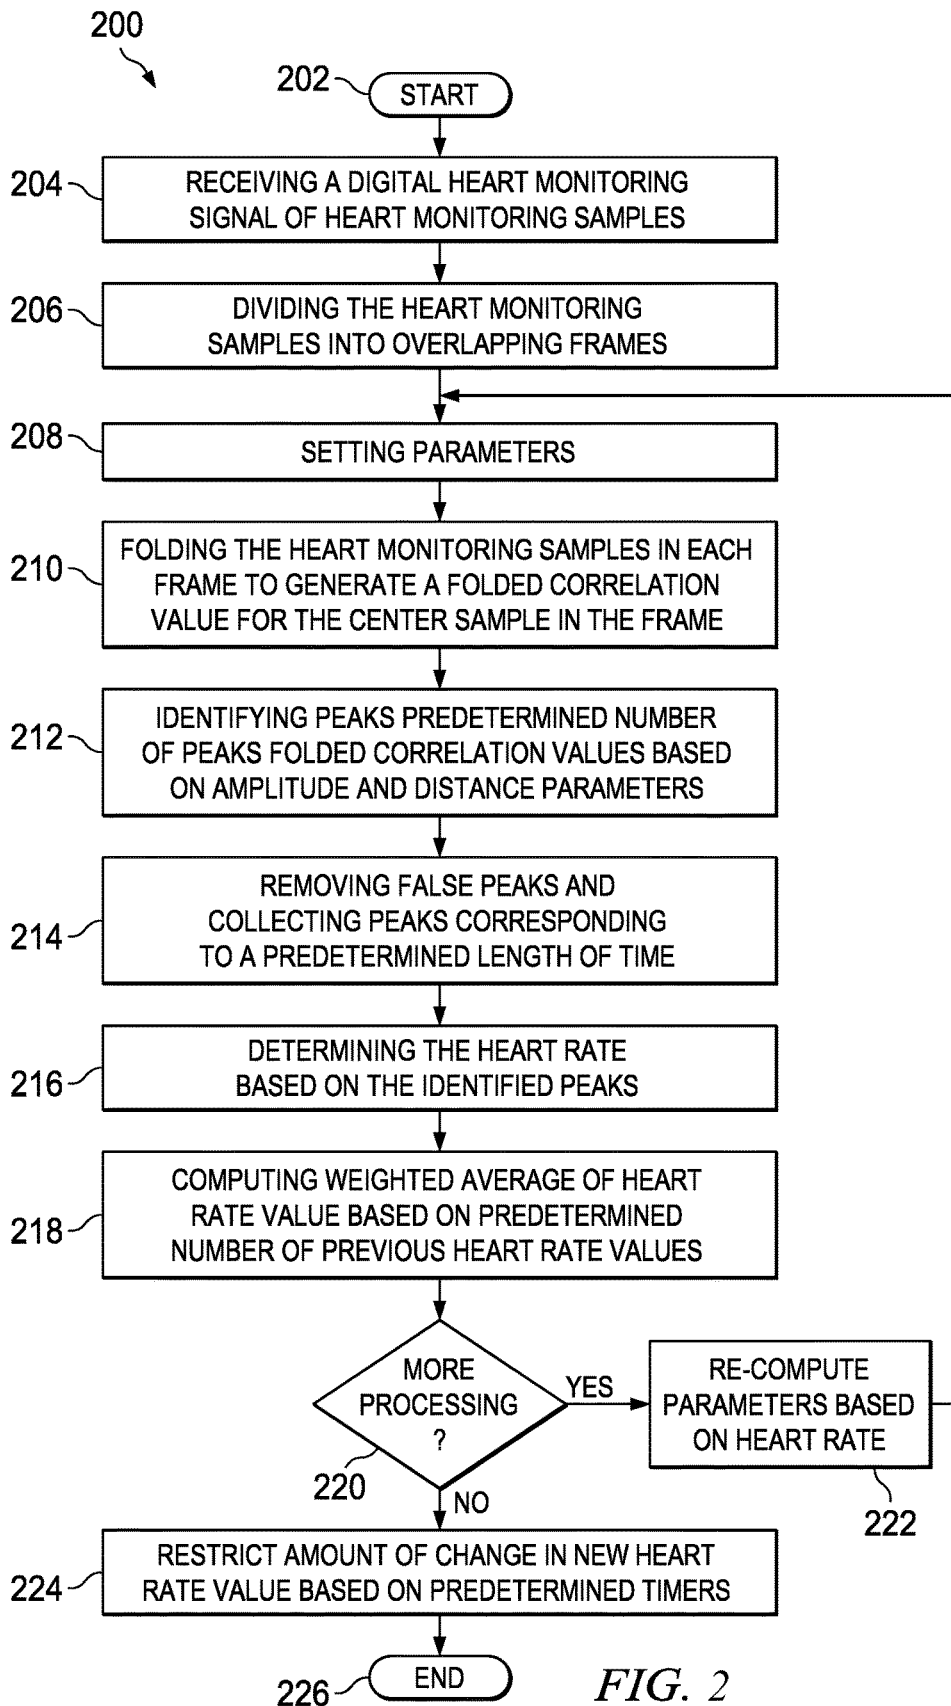 200
202
START
204
RECEIVING A DIGITAL HEART MONITORING
SIGNAL OF HEART MONITORING SAMPLES
206
DIVIDING THE HEART MONITORING
SAMPLES INTO OVERLAPPING FRAMES
208
SETTING PARAMETERS
210
FOLDING THE HEART MONITORING SAMPLES IN EACH
FRAME TO GENERATE A FOLDED CORRELATION
VALUE FOR THE CENTER SAMPLE IN THE FRAME
212
IDENTIFYING PEAKS PREDETERMINED NUMBER
OF PEAKS FOLDED CORRELATION VALUES BASED
ON AMPLITUDE AND DISTANCE PARAMETERS
214
REMOVING FALSE PEAKS AND
COLLECTING PEAKS CORRESPONDING
TO A PREDETERMINED LENGTH OF TIME
216
DETERMINING THE HEART RATE
BASED ON THE IDENTIFIED PEAKS
218
COMPUTING WEIGHTED AVERAGE OF HEART
RATE VALUE BASED ON PREDETERMINED
NUMBER OF PREVIOUS HEART RATE VALUES
MORE
PROCESSING
?
220
YES
RE-COMPUTE
PARAMETERS BASED
ON HEART RATE
222
NO
224
RESTRICT AMOUNT OF CHANGE IN NEW HEART
RATE VALUE BASED ON PREDETERMINED TIMERS
226
END
FIG. 2